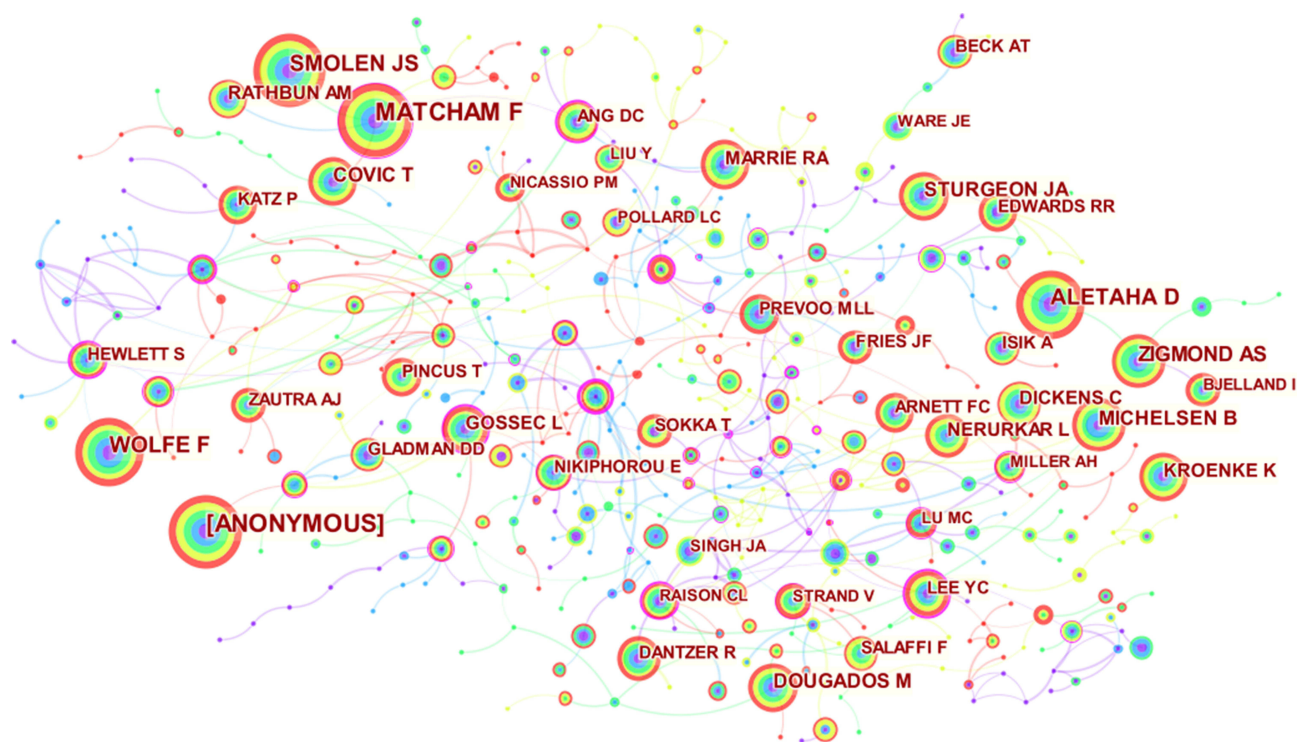 BECK AT
SMOLEN JS
RATHBUN AM
MATCHAM F
ANG DC
WARE JE
LIU Y
MARRIE RA
COVIC T
NICASSIO PM
STURGEON JA
KATZ P
EDWARDS RR
POLLARD LC
ALETAHA D
PREVOO MLL
FRIES JF
ISIK A
HEWLETT S
ZIGMOND AS
PINCUS T
BJELLAND I
ZAUTRA AJ
DICKENS C
ARNETT FC
MICHELSEN B
GOSSEC L
SOKKA T
NERURKAR L
WOLFE F
GLADMAN DD
NIKIPHOROU E
MILLER AH
KROENKE K
[ANONYMOUS]
LU MC
SINGH JA
LEE YC
RAISON CL
STRAND V
DANTZER R
SALAFFI F
DOUGADOS M